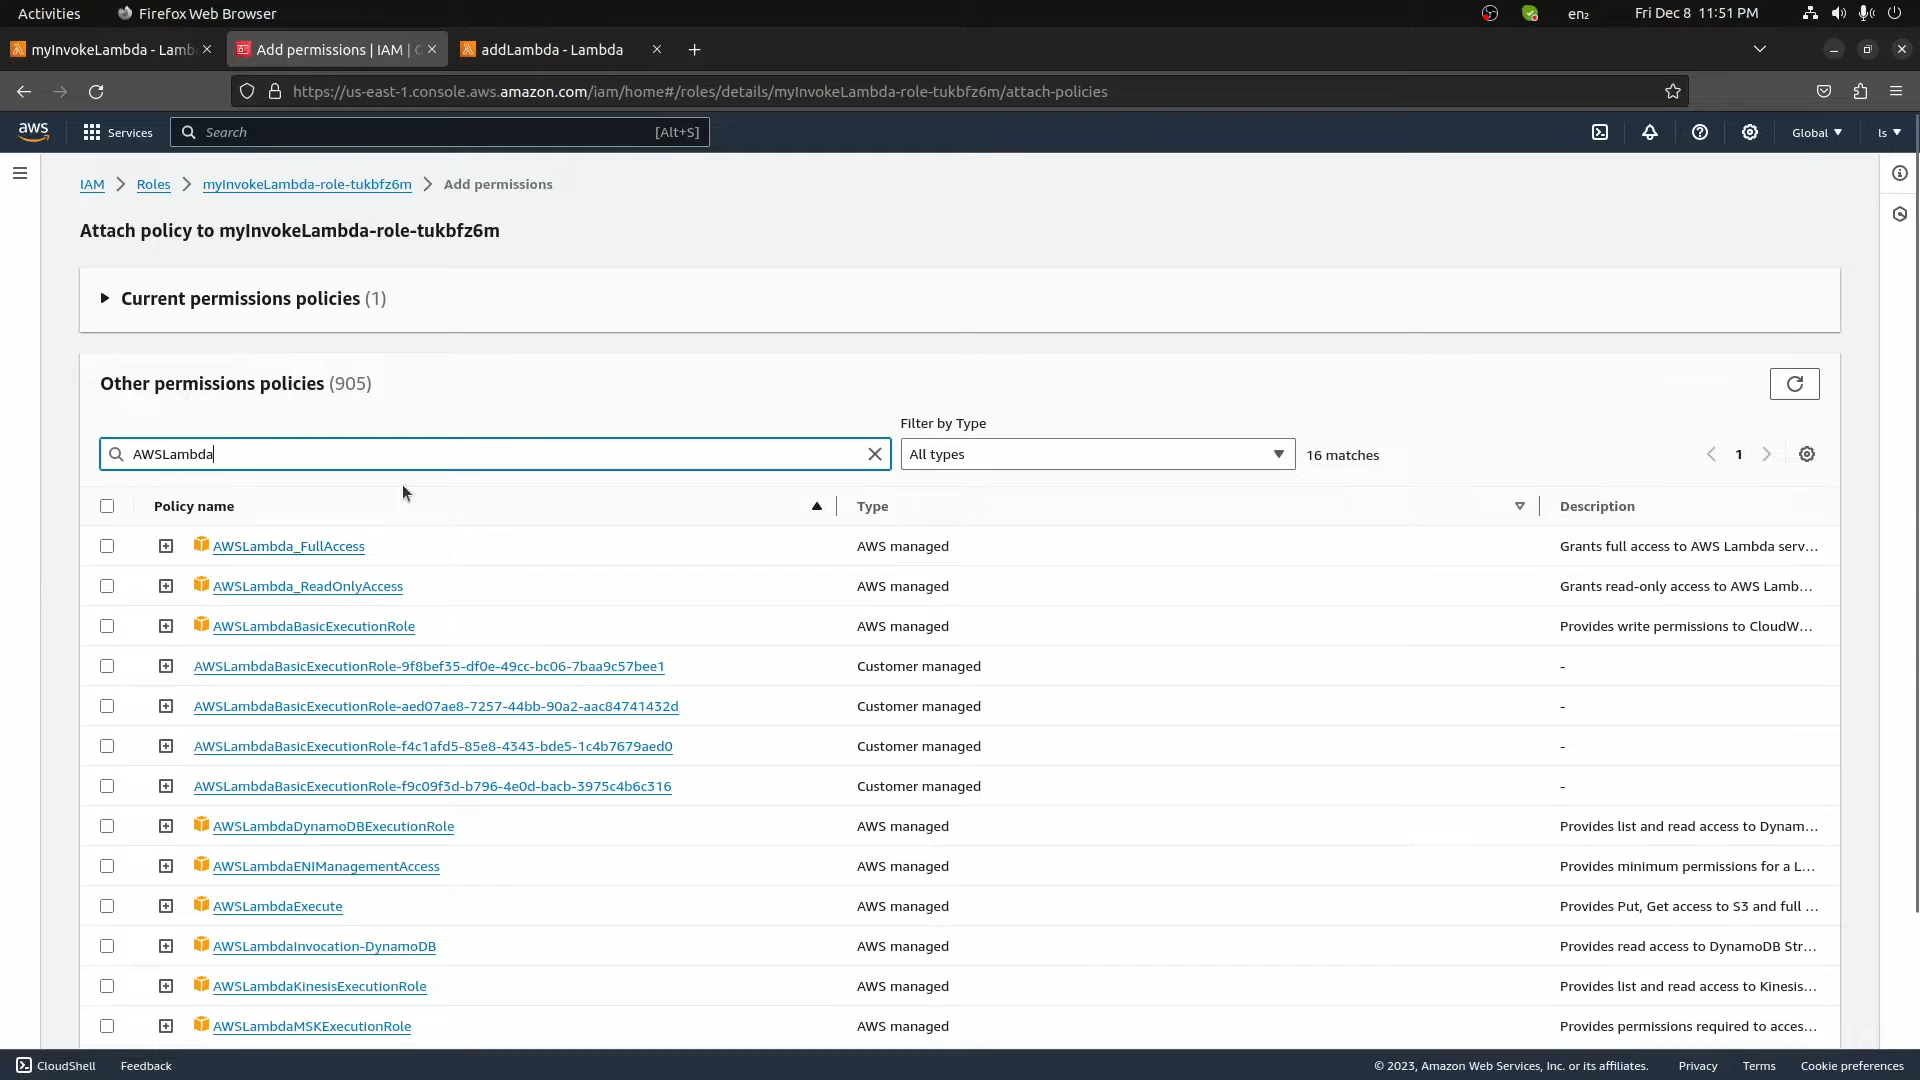 Activities Firefox Web Browser en₂ Fri Dec 8 11:51 PM
myInvokeLambda - Lamb Add permissions | IAM | addLambda - Lambda
https://us-east-1.console.aws.amazon.com/iam/home#/roles/details/myInvokeLambda-role-tukbfz6m/attach-policies
aws Services Search [Alt+S] Global ls
IAM Roles myInvokeLambda-role-tukbfz6m Add permissions
Attach policy to myInvokeLambda-role-tukbfz6m
Current permissions policies (1)
Other permissions policies (905)
Filter by Type
AWSLambda All types 16 matches 1
Policy name Type Description
AWSLambda_FullAccess AWS managed Grants full access to AWS Lambda serv...
AWSLambda_ReadOnlyAccess AWS managed Grants read-only access to AWS Lamb...
AWSLambdaBasicExecutionRole AWS managed Provides write permissions to CloudW...
AWSLambdaBasicExecutionRole-9f8bef35-df0e-49cc-bc06-7baa9c57bee1 Customer managed -
AWSLambdaBasicExecutionRole-aed07ae8-7257-44bb-90a2-aac84741432d Customer managed -
AWSLambdaBasicExecutionRole-f4c1afd5-85e8-4343-bde5-1c4b7679aed0 Customer managed -
AWSLambdaBasicExecutionRole-f9c09f3d-b796-4e0d-bacb-3975c4b6c316 Customer managed -
AWSLambdaDynamoDBExecutionRole AWS managed Provides list and read access to Dynam...
AWSLambdaENIManagementAccess AWS managed Provides minimum permissions for a L...
AWSLambdaExecute AWS managed Provides Put, Get access to S3 and full ...
AWSLambdaInvocation-DynamoDB AWS managed Provides read access to DynamoDB Str...
AWSLambdaKinesisExecutionRole AWS managed Provides list and read access to Kinesis...
AWSLambdaMSKExecutionRole AWS managed Provides permissions required to acces...
CloudShell Feedback © 2023, Amazon Web Services, Inc. or its affiliates. Privacy Terms Cookie preferences